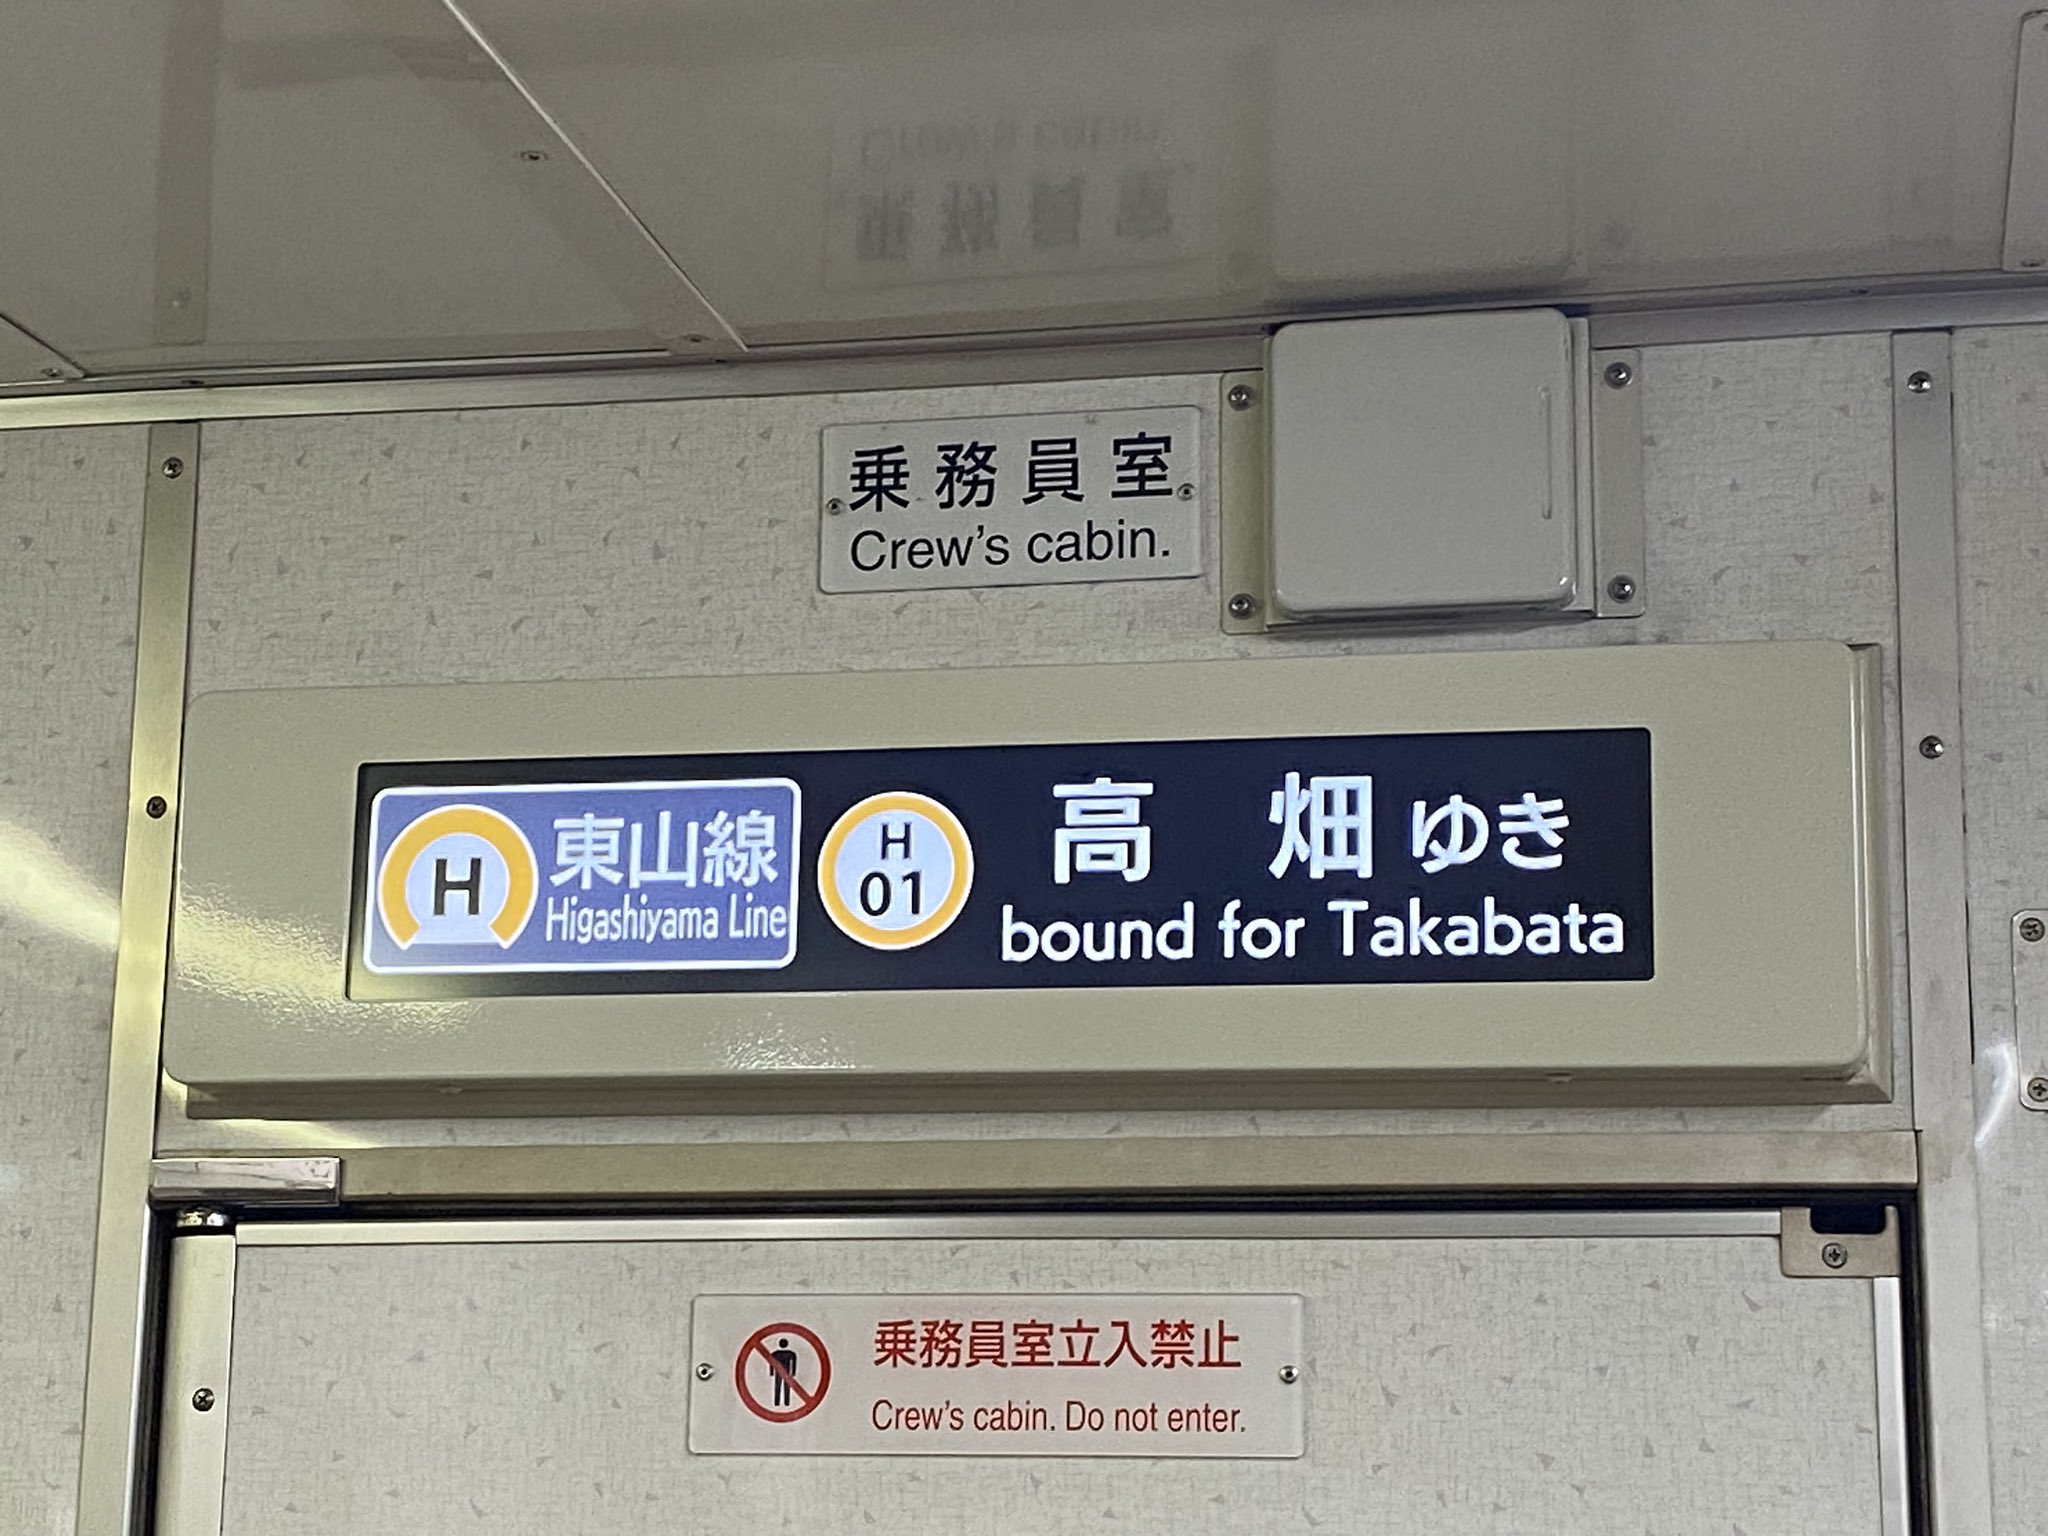 乗務員室
Crew's cabin.
H
東山線
Higashiyama Line
H
01
高畑ゆき
bound for Takabata
乗務員室立入禁止
Crew's cabin. Do not enter.